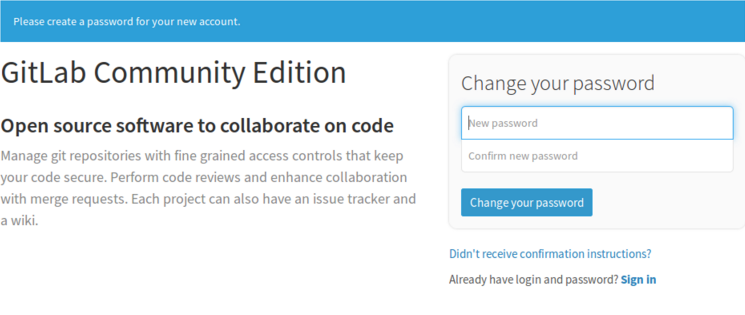 Please create a password for your new account.
GitLab Community Edition
Open source software to collaborate on code
Manage git repositories with fine grained access controls that keep
your code secure. Perform code reviews and enhance collaboration
with merge requests. Each project can also have an issue tracker and
a wiki.
Change your password
New password
Confirm new password
Change your password
Didn't receive confirmation instructions?
Already have login and password? Sign in